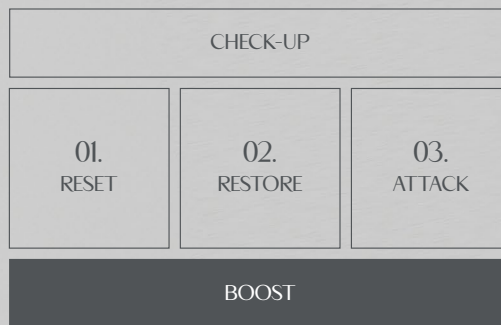 CHECK-UP
01.
RESET
02.
RESTORE
03.
ATTACK
BOOST